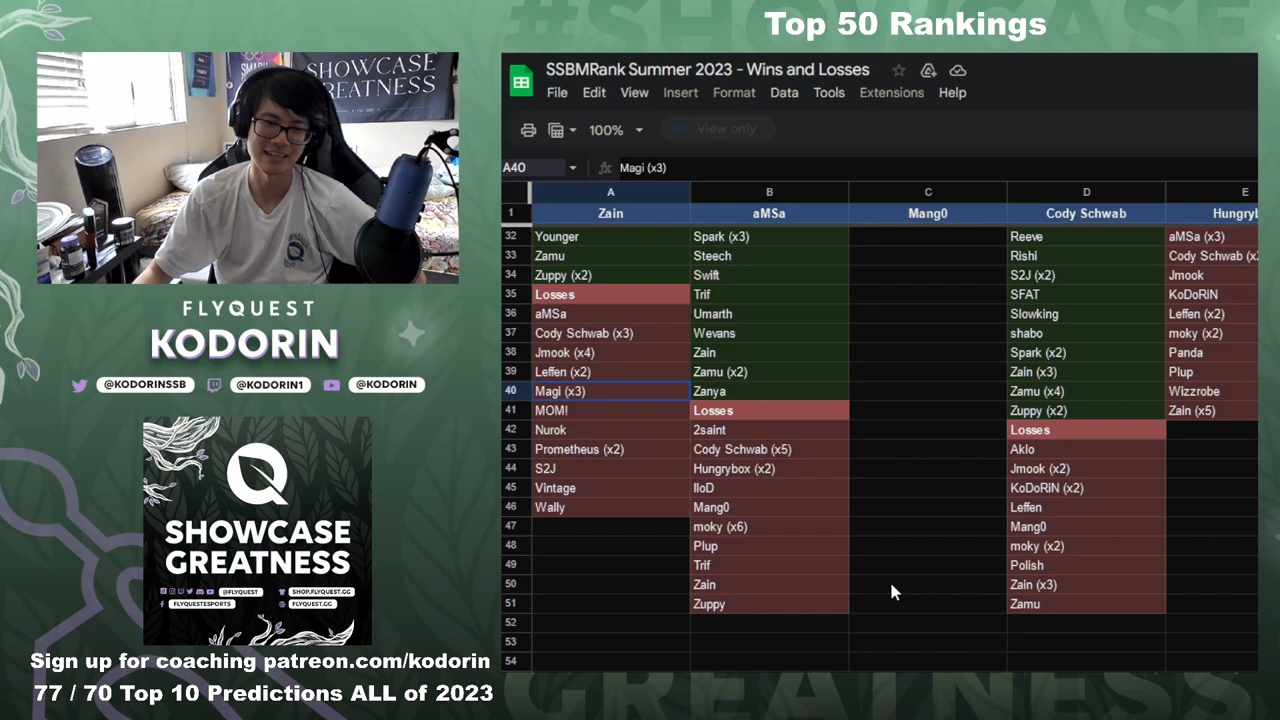 #SHOWCASE
Top 50 Rankings
SHOWCASE
GREATNESS
SSBMRank Summer 2023 - Wins and Losses
File Edit View Insert Format Data Tools Extensions Help
100% View only
A40 fx Magi (x3)
A B C D E
1 Zain aMSa Mang0 Cody Schwab Hungryb
32 Younger Spark (x3) Reeve aMSa (x3)
33 Zamu Steech Rishi Cody Schwab (x2
34 Zuppy (x2) Swift S2J (x2) Jmook
35 Losses Trif SFAT KoDoRiN
36 aMSa Umarth Slowking Leffen (x2)
37 Cody Schwab (x3) Wevans shabo moky (x2)
38 Jmook (x4) Zain Spark (x2) Panda
39 Leffen (x2) Zamu (x2) Zain (x3) Plup
40 Magi (x3) Zanya Zamu (x4) Wizzrobe
41 MOM! Losses Zuppy (x2) Zain (x5)
42 Nurok 2saint Losses
43 Prometheus (x2) Cody Schwab (x5) Aklo
44 S2J Hungrybox (x2) Jmook (x2)
45 Vintage lloD KoDoRiN (x2)
46 Wally Mang0 Leffen
47 moky (x6) Mang0
48 Plup moky (x2)
49 Trif Polish
50 Zain Zain (x3)
51 Zuppy Zamu
52
53
54
FLYQUEST
KODORIN
@KODORINSSB @KODORIN1 @KODORIN
SHOWCASE
GREATNESS
@FLYQUEST SHOP.FLYQUEST.GG
FLYQUESTESPORTS FLYQUEST.GG
Sign up for coaching patreon.com/kodorin
77 / 70 Top 10 Predictions ALL of 2023
GREATNESS